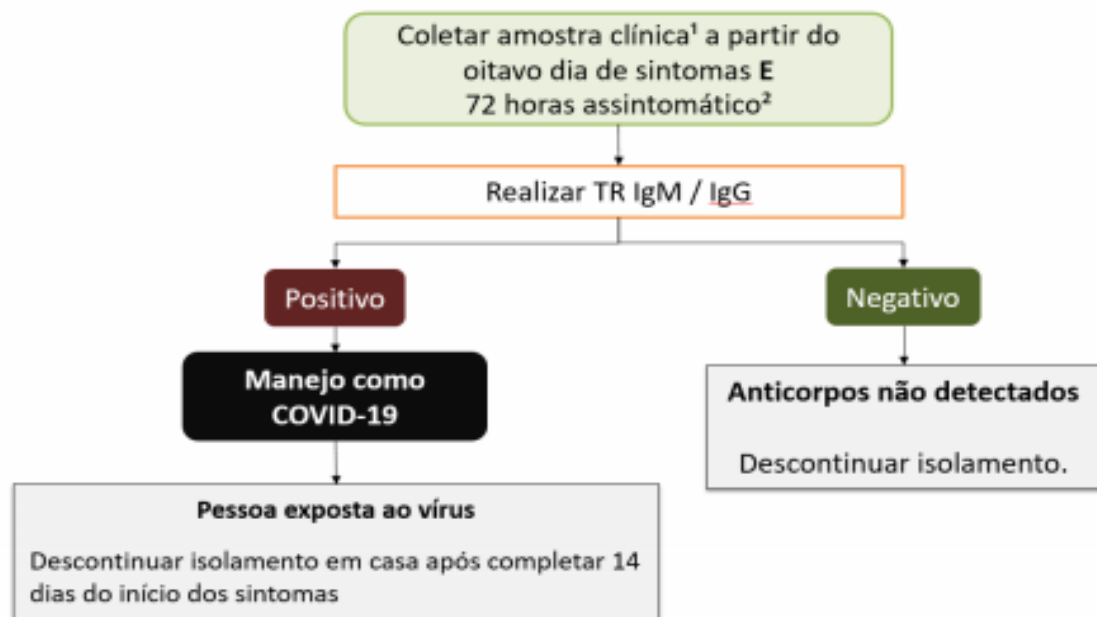 Coletar amostra clínica¹ a partir do
oitavo dia de sintomas E
72 horas assintomático²
Realizar TR IgM / IgG
Positivo
Negativo
Manejo como
COVID-19
Anticorpos não detectados
Descontinuar isolamento.
Pessoa exposta ao vírus
Descontinuar isolamento em casa após completar 14
dias do início dos sintomas